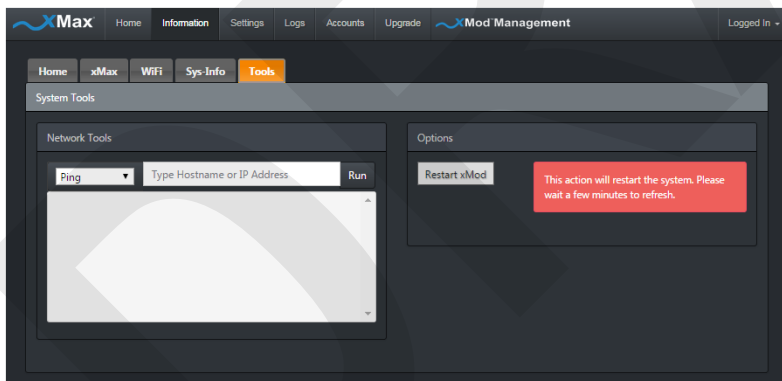 xMax Home Information Settings Logs Accounts Upgrade xMod Management Logged In
Home xMax WiFi Sys-Info Tools
System Tools
Network Tools
Ping Type Hostname or IP Address Run
Options
Restart xMod
This action will restart the system. Please
wait a few minutes to refresh.